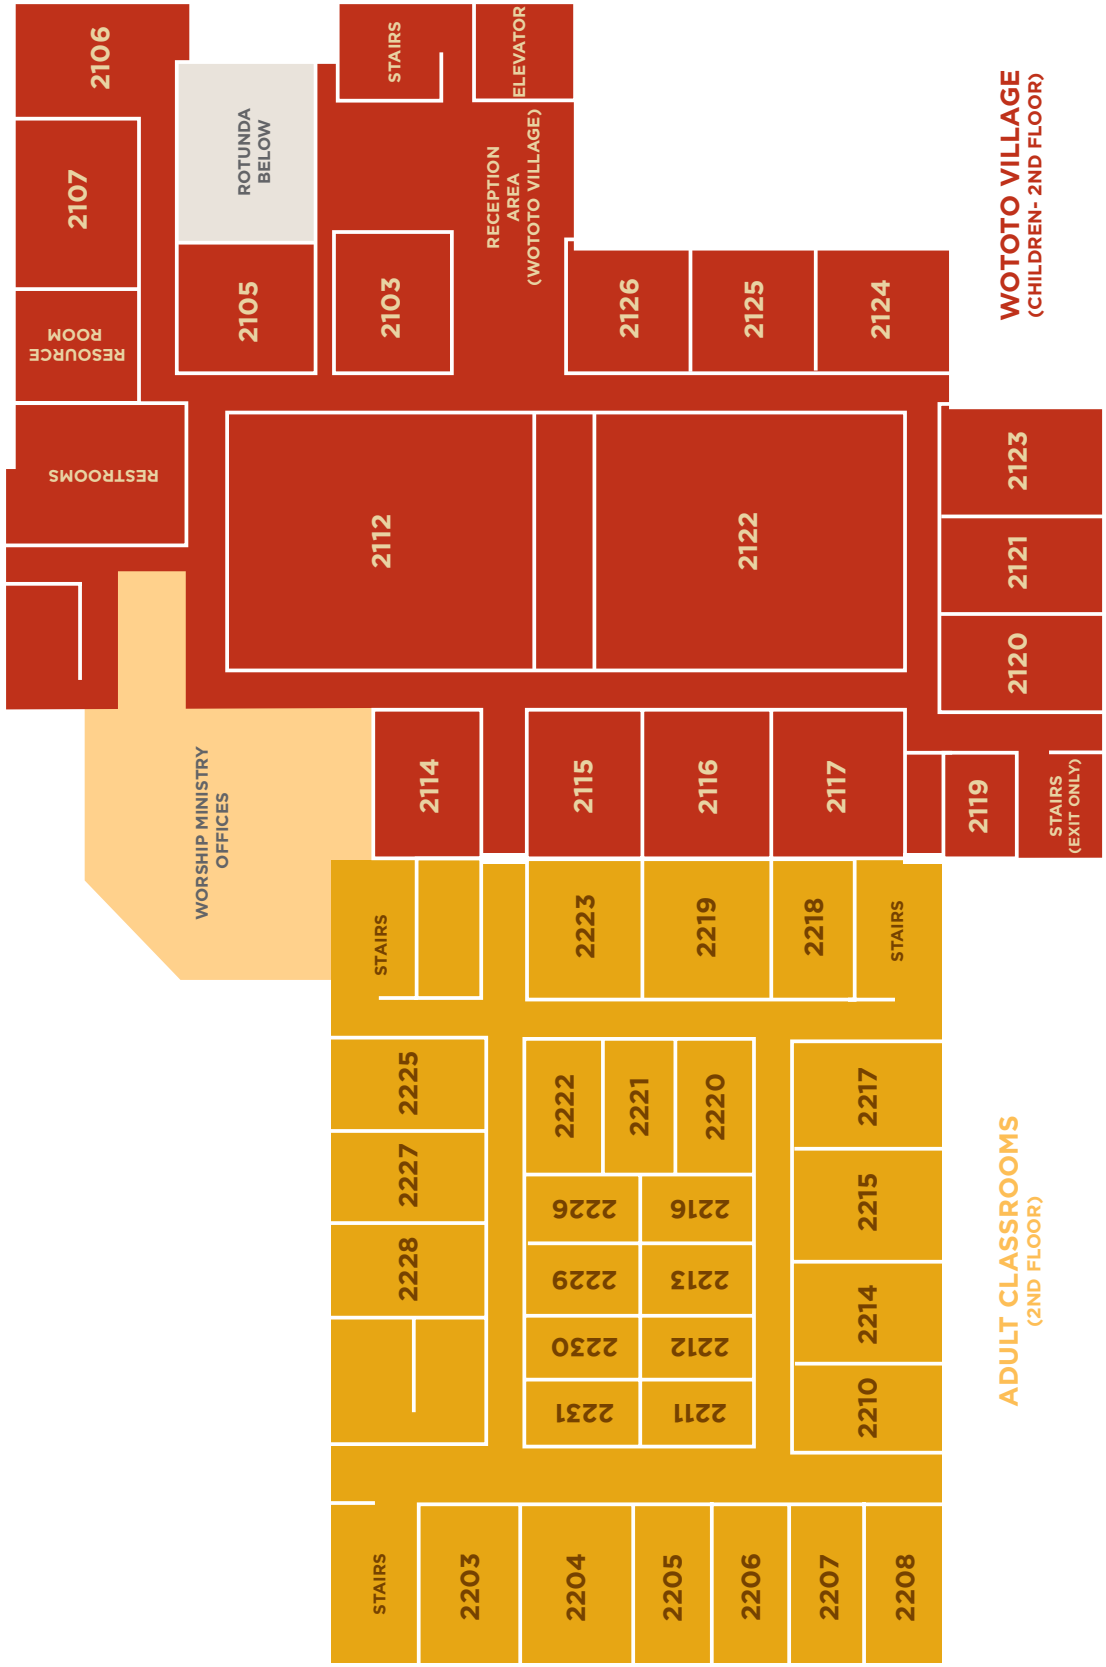 2106
STAIRS
ELEVATOR
2107
ROTUNDA
BELOW
RECEPTION
AREA
(WOTOTO VILLAGE)
WOTOTO VILLAGE
(CHILDREN- 2ND FLOOR)
RESOURCE
ROOM
2105
2103
2126
2125
2124
RESTROOMS
2112
2122
2123
2121
2120
WORSHIP MINISTRY
OFFICES
2114
2115
2116
2117
2119
STAIRS
(EXIT ONLY)
STAIRS
2223
2219
2218
STAIRS
2225
2222
2221
2220
2217
2227
2226
2216
2215
2228
2229
2213
2214
2230
2212
2231
2211
2210
ADULT CLASSROOMS
(2ND FLOOR)
STAIRS
2203
2204
2205
2206
2207
2208